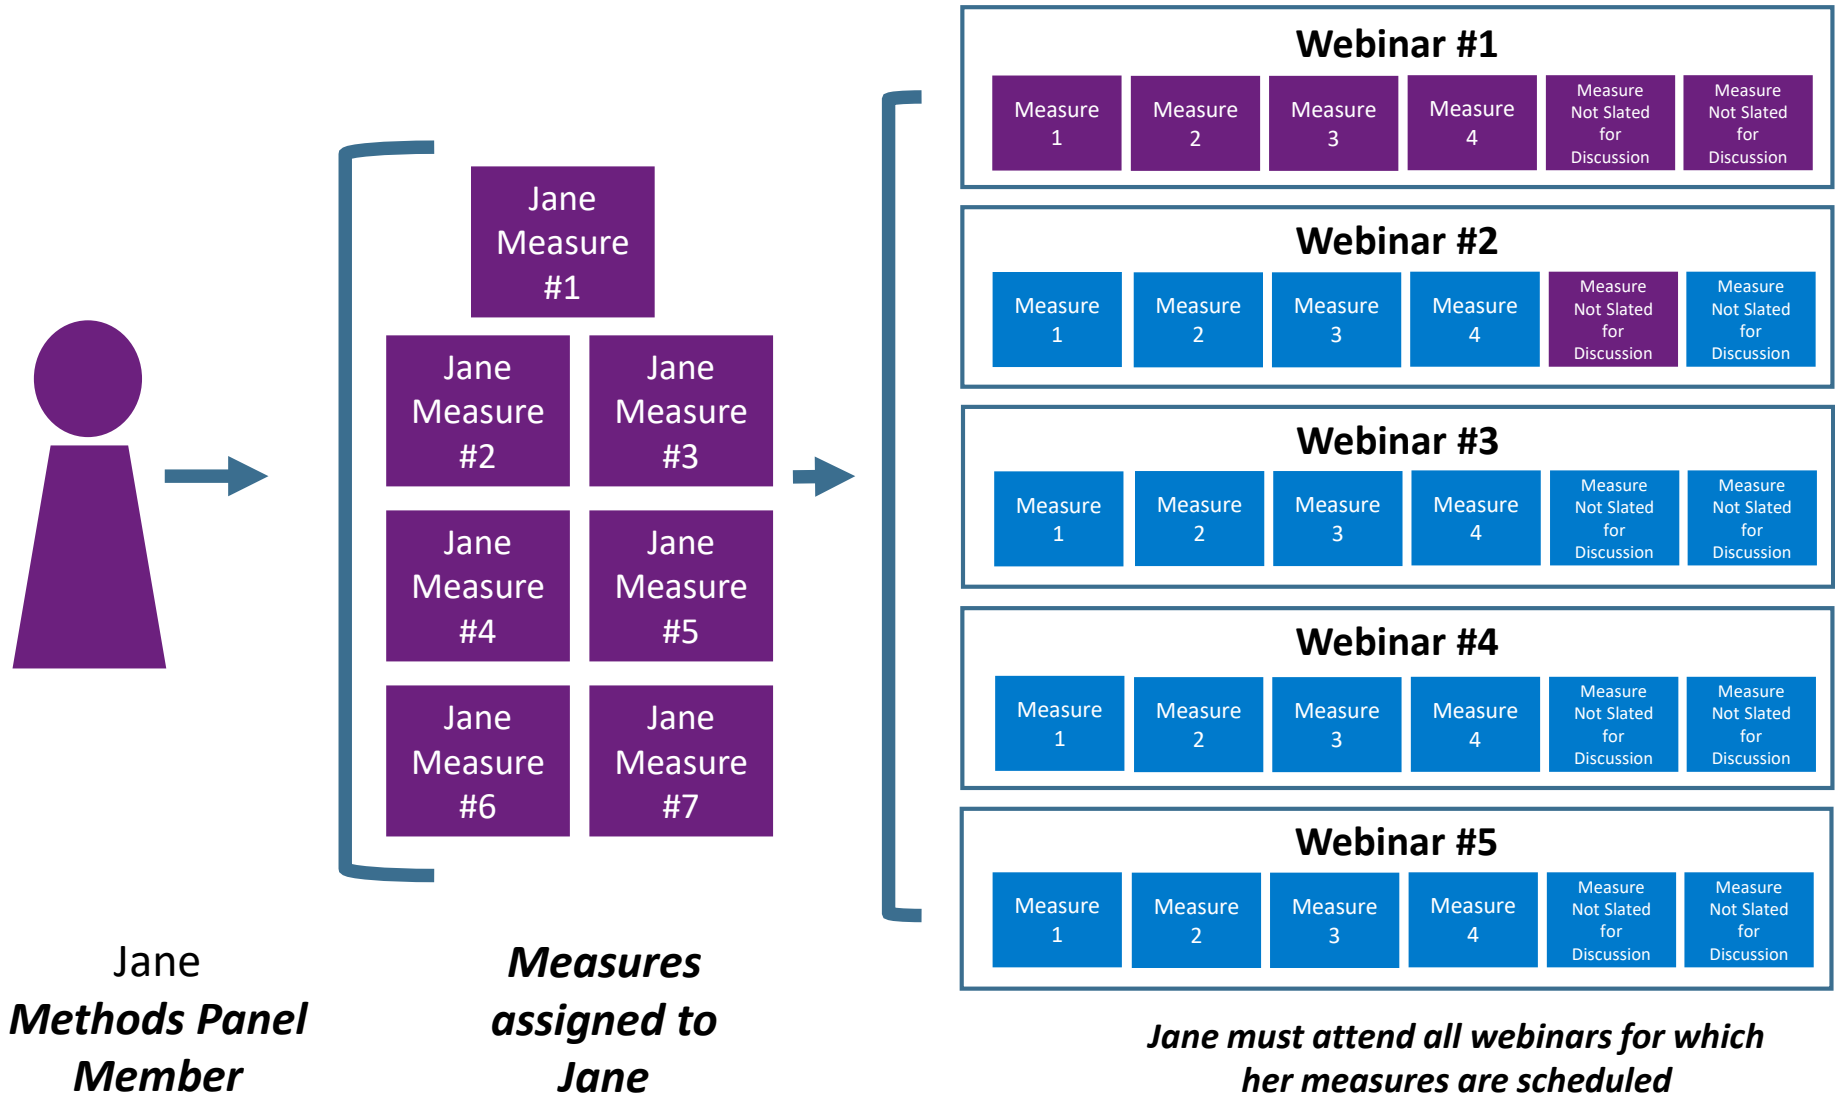 Jane
Methods Panel
Member
Jane
Measure
#1
Jane
Measure
#2
Jane
Measure
#3
Jane
Measure
#4
Jane
Measure
#5
Jane
Measure
#6
Jane
Measure
#7
Measures
assigned to
Jane
Webinar #1
Measure
1
Measure
2
Measure
3
Measure
4
Measure
Not Slated
for
Discussion
Measure
Not Slated
for
Discussion
Webinar #2
Measure
1
Measure
2
Measure
3
Measure
4
Measure
Not Slated
for
Discussion
Measure
Not Slated
for
Discussion
Webinar #3
Measure
1
Measure
2
Measure
3
Measure
4
Measure
Not Slated
for
Discussion
Measure
Not Slated
for
Discussion
Webinar #4
Measure
1
Measure
2
Measure
3
Measure
4
Measure
Not Slated
for
Discussion
Measure
Not Slated
for
Discussion
Webinar #5
Measure
1
Measure
2
Measure
3
Measure
4
Measure
Not Slated
for
Discussion
Measure
Not Slated
for
Discussion
Jane must attend all webinars for which
her measures are scheduled